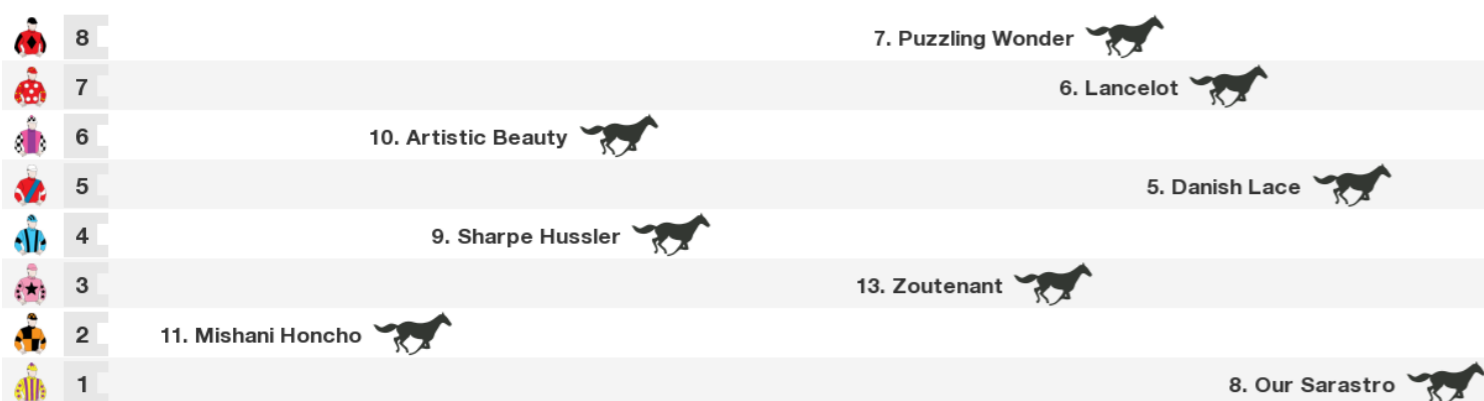 8 7. Puzzling Wonder
7 6. Lancelot
6 10. Artistic Beauty
5 5. Danish Lace
4 9. Sharpe Hussler
3 13. Zoutenant
2 11. Mishani Honcho
1 8. Our Sarastro